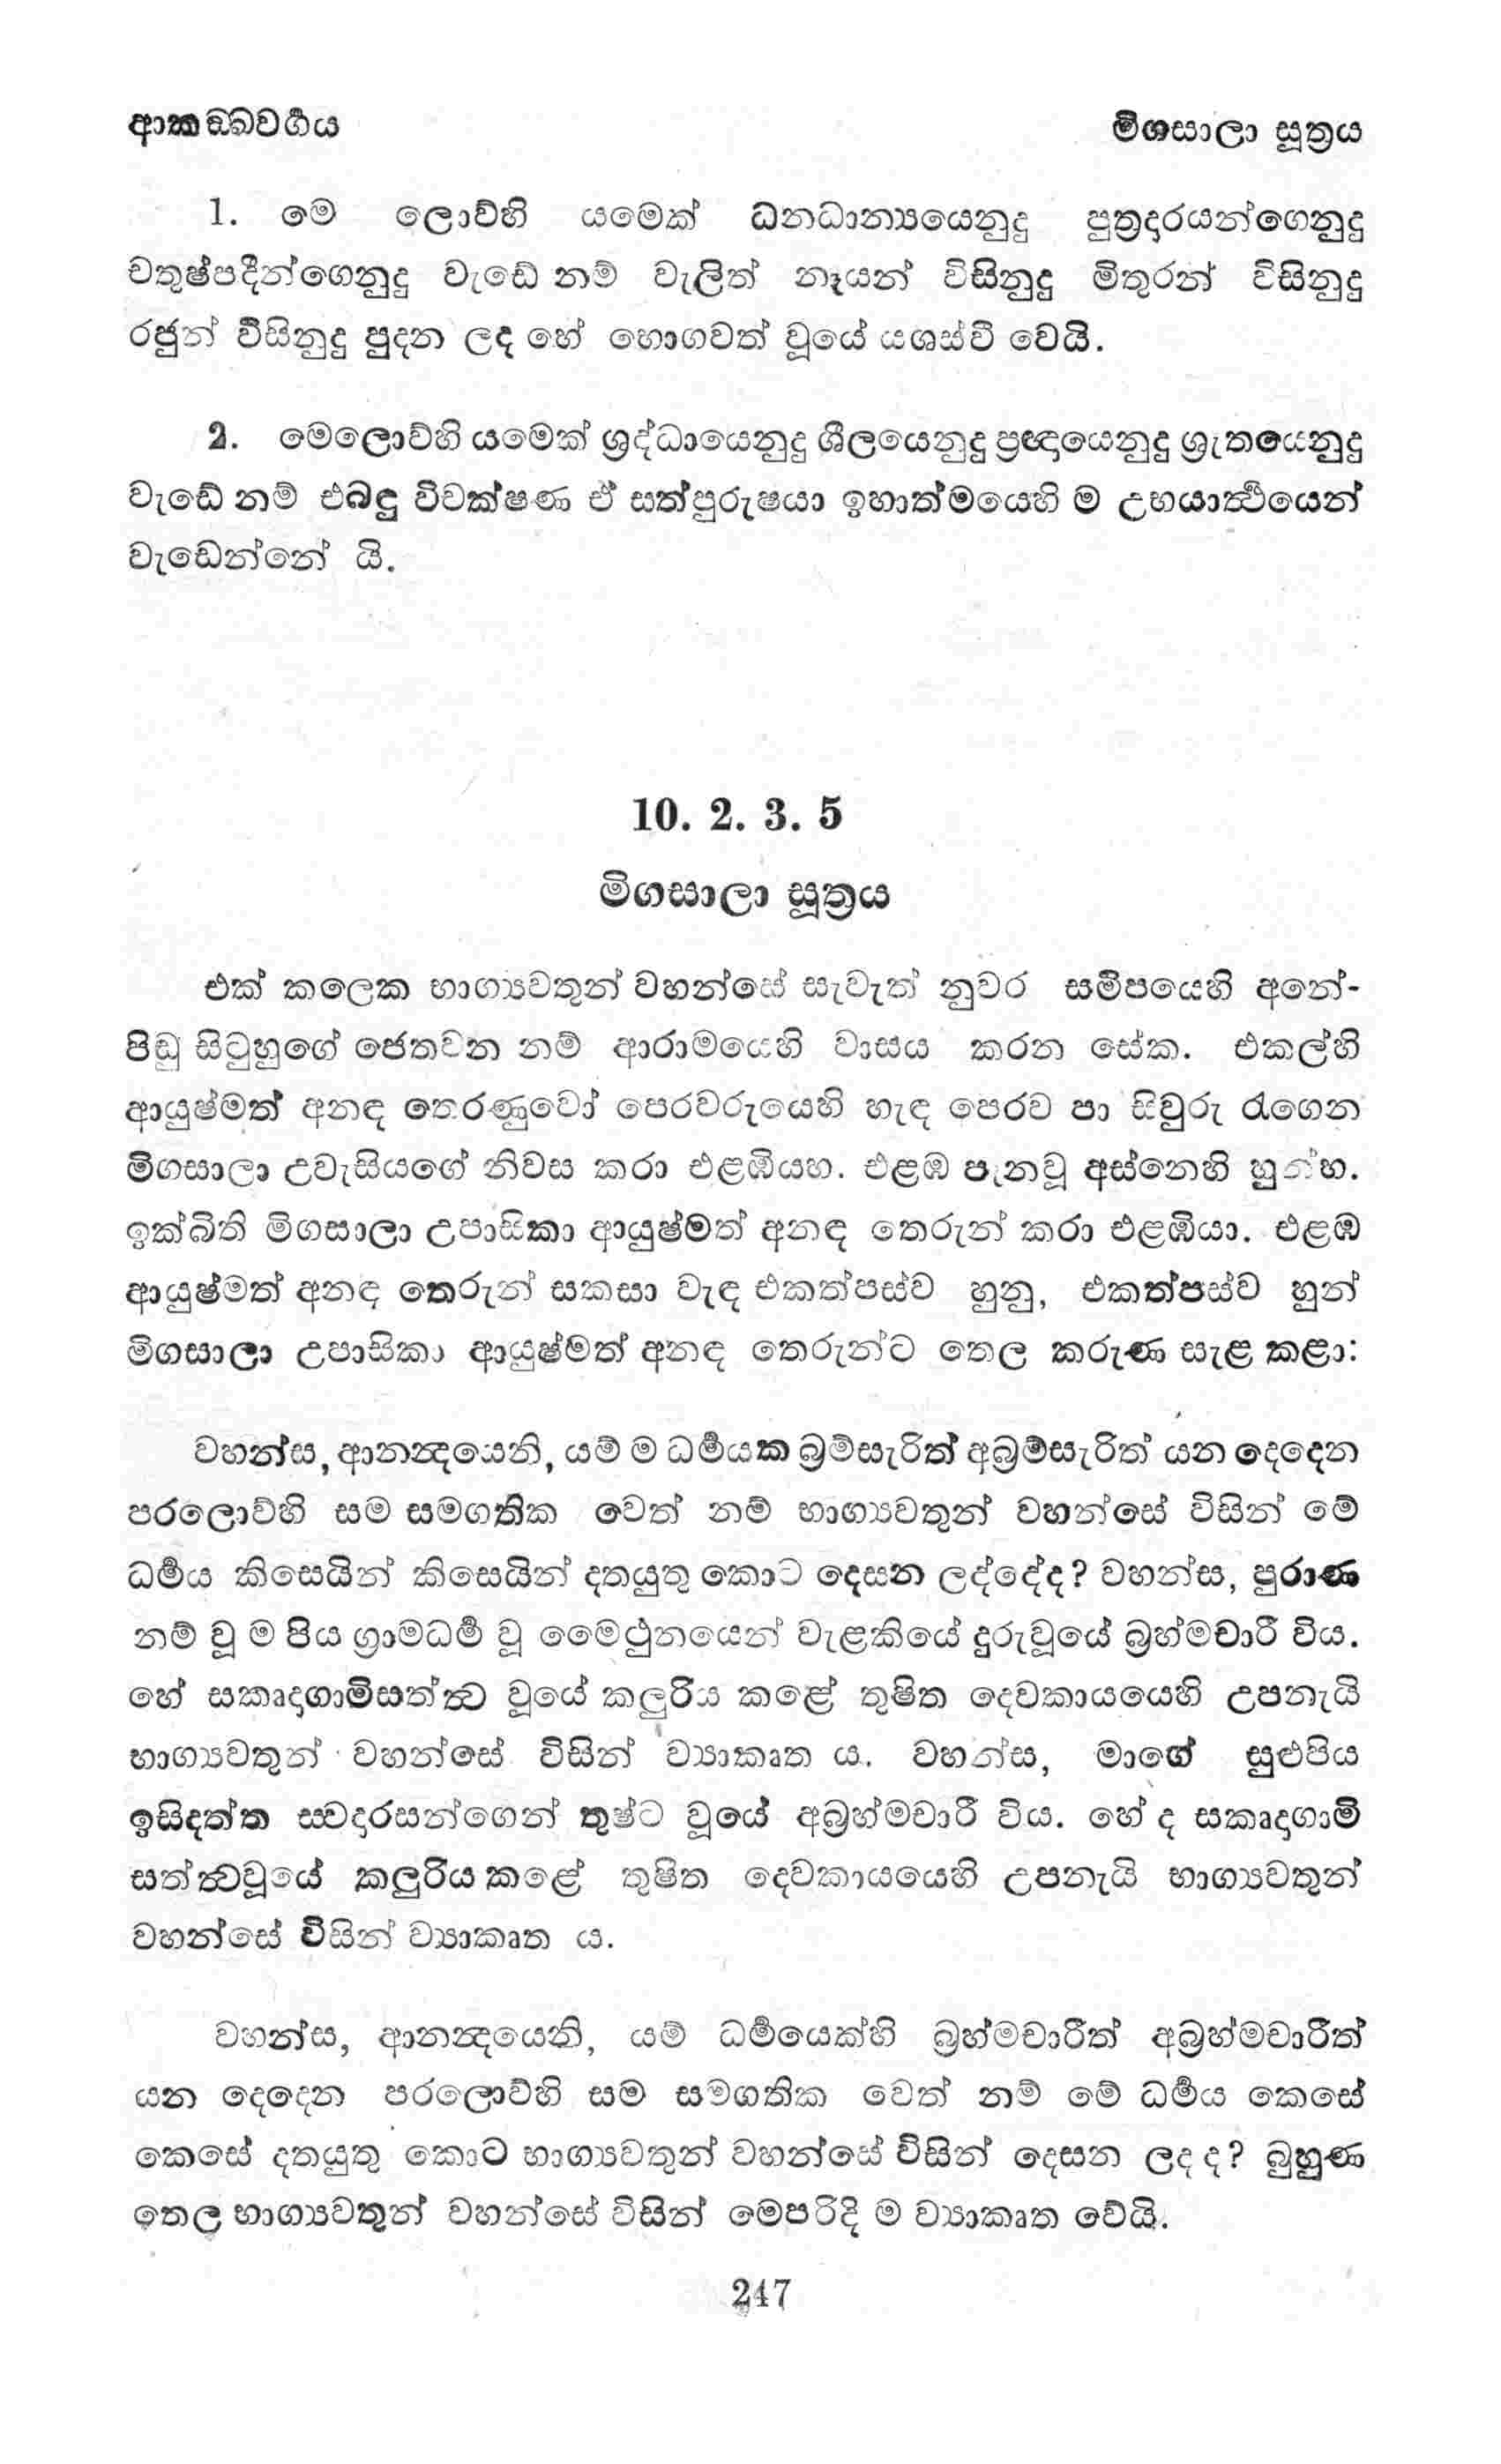 ආකඞ්ඛවර්‍ගය
මිගසාලා සූත්‍රය
1. මෙ ලොව්හි යමෙක් ධනධාන්‍යයෙනුදු පුත්‍රදාරයන්ගෙනුදු
චතුෂ්පදීන්ගෙනුදු වැඩේ නම් වැලිත් නෑයන් විසිනුදු මිතුරන් විසිනුදු
රජුන් විසිනුදු පුදන ලද හේ භොගවත් වූයේ යශස්වී වෙයි.
2. මෙලොව්හි යමෙක් ශ්‍රද්ධායෙනුදු ශීලයෙනුදු ප්‍රඥායෙනුදු ශ්‍රුතයෙනුදු
වැඩේ නම් එබඳු විචක්ෂණ ඒ සත්පුරුෂයා ඉහාත්මයෙහි ම උභයාර්‍ත්‍ථයෙන්
වැඩෙන්නේ යි.
10. 2. 3. 5
මිගසාලා සූත්‍රය
එක් කලෙක භාග්‍යවතුන් වහන්සේ සැවැත් නුවර සමීපයෙහි අනේ-
පිඬු සිටුහුගේ ජෙතවන නම් ආරාමයෙහි වාසය කරන සේක. එකල්හි
ආයුෂ්මත් අනඳ තෙරණුවෝ පෙරවරුයෙහි හැඳ පෙරව පා සිවුරු රැගෙන
මිගසාලා උවැසියගේ නිවස කරා එළඹියහ. එළඹ පැනවූ අස්නෙහි හුන්හ.
ඉක්බිති මිගසාලා උපාසිකා ආයුෂ්මත් අනඳ තෙරුන් කරා එළඹියා. එළඹ
ආයුෂ්මත් අනඳ තෙරුන් සකසා වැඳ එකත්පස්ව හුනු, එකත්පස්ව හුන්
මිගසාලා උපාසිකා ආයුෂ්මත් අනඳ තෙරුන්ට තෙල කරුණ සැළ කළා:
වහන්ස, ආනන්‍දයෙනි, යම් ම ධර්‍මයක බ්‍රම්සැරිත් අබ්‍රම්සැරිත් යන දෙදෙන
පරලොව්හි සම සමගතික වෙත් නම් භාග්‍යවතුන් වහන්සේ විසින් මේ
ධර්‍මය කිසෙයින් කිසෙයින් දතයුතු කොට දෙසන ලද්දේද? වහන්ස, පුරාණ
නම් වූ ම පිය ග්‍රාමධර්‍ම වූ මෛථුනයෙන් වැළකියේ දුරුවූයේ බ්‍රහ්මචාරී විය.
හේ සකෘදාගාමිසත්ත්‍ව වූයේ කලුරිය කළේ තුෂිත දෙවකායයෙහි උපනැයි
භාග්‍යවතුන් වහන්සේ විසින් ව්‍යාකෘත ය. වහන්ස, මාගේ සුළුපිය
ඉසිදත්ත ස්වදාරසන්ගෙන් තුෂ්ට වූයේ අබ්‍රහ්මචාරී විය. හේ ද සකෘදාගාමි
සත්ත්‍වවූයේ කලුරිය කළේ තුෂිත දෙවකායයෙහි උපනැයි භාග්‍යවතුන්
වහන්සේ විසින් ව්‍යාකෘත ය.
වහන්ස, ආනන්‍දයෙනි, යම් ධර්‍මයෙක්හි බ්‍රහ්මචාරීත් අබ්‍රහ්මචාරීත්
යන දෙදෙන පරලොව්හි සම සමගතික වෙත් නම් මේ ධර්‍මය කෙසේ
කෙසේ දතයුතු කොට භාග්‍යවතුන් වහන්සේ විසින් දෙසන ලද ද? බුහුණ
තෙල භාග්‍යවතුන් වහන්සේ විසින් මෙපරිදි ම ව්‍යාකෘත වේයි.
247